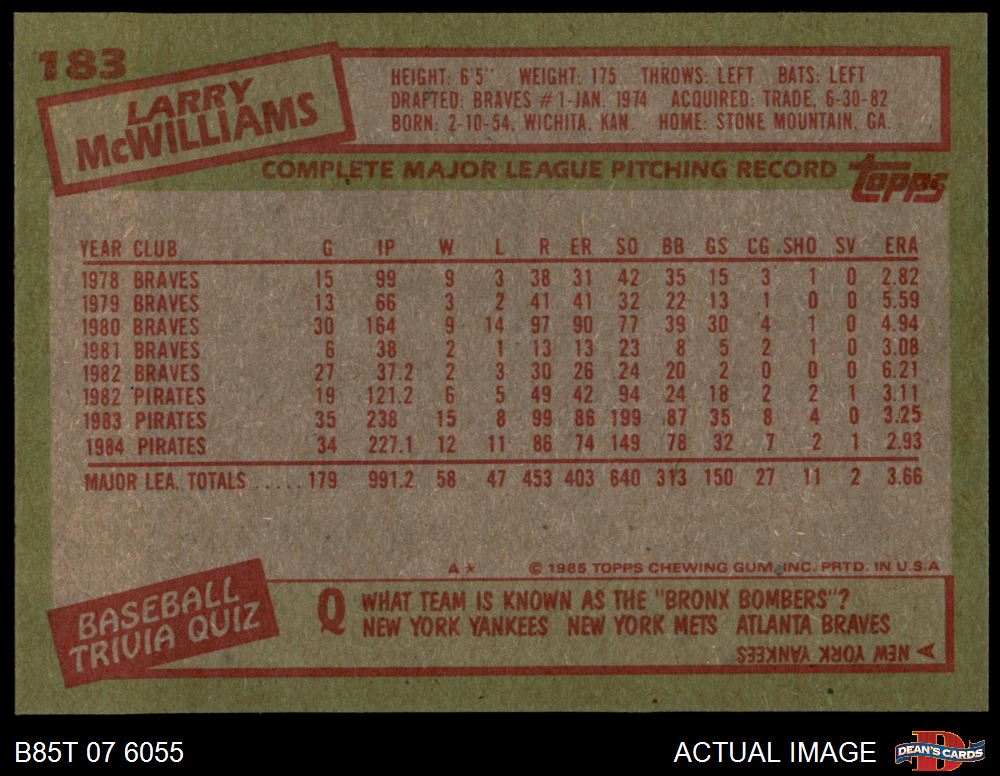 183
LARRY
McWILLIAMS
HEIGHT: 6'5" WEIGHT: 175 THROWS: LEFT BATS: LEFT
DRAFTED: BRAVES #1-JAN. 1974 ACQUIRED: TRADE, 6-30-82
BORN: 2-10-54, WICHITA, KAN. HOME: STONE MOUNTAIN, GA.
COMPLETE MAJOR LEAGUE PITCHING RECORD topps
YEAR CLUB G IP W L R ER SO BB GS CG SHO SV ERA
1978 BRAVES 15 99 9 3 38 31 42 35 15 3 1 0 2.82
1979 BRAVES 13 66 3 2 41 41 32 22 13 1 0 0 5.59
1980 BRAVES 30 164 9 14 97 90 77 39 30 4 1 0 4.94
1981 BRAVES 6 38 2 1 13 13 23 8 5 2 1 0 3.08
1982 BRAVES 27 37.2 2 3 30 26 24 20 2 0 0 0 6.21
1982 PIRATES 19 121.2 6 5 49 42 94 24 18 2 2 1 3.11
1983 PIRATES 35 238 15 8 99 86 199 87 35 8 4 0 3.25
1984 PIRATES 34 227.1 12 11 86 74 149 78 32 7 2 1 2.93
MAJOR LEA. TOTALS ..... 179 991.2 58 47 453 403 640 313 150 27 11 2 3.66
A* © 1985 TOPPS CHEWING GUM, INC. PRTD. IN U.S.A
BASEBALL
TRIVIA QUIZ
Q WHAT TEAM IS KNOWN AS THE "BRONX BOMBERS"?
NEW YORK YANKEES NEW YORK METS ATLANTA BRAVES
A NEW YORK YANKEES
B85T 07 6055 ACTUAL IMAGE DEAN'S CARDS